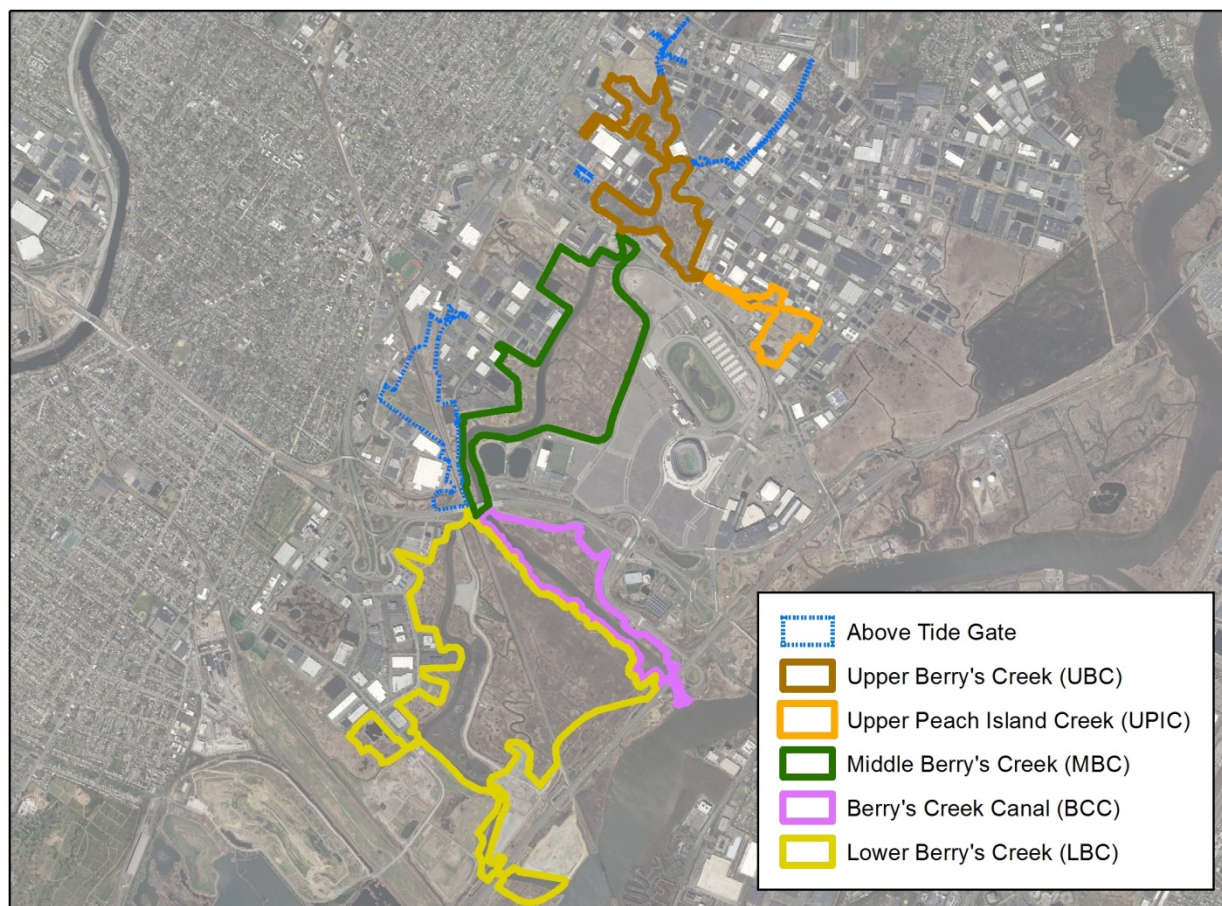 Above Tide Gate
Upper Berry's Creek (UBC)
Upper Peach Island Creek (UPIC)
Middle Berry's Creek (MBC)
Berry's Creek Canal (BCC)
Lower Berry's Creek (LBC)